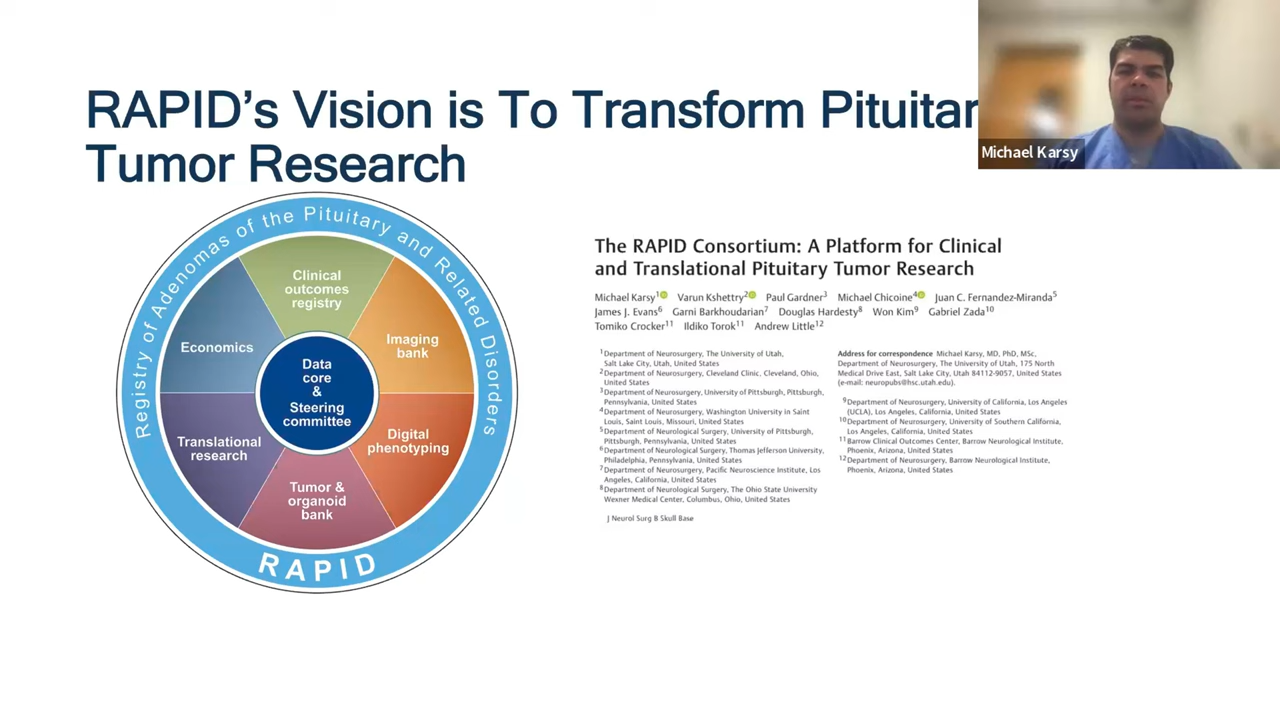 RAPID's Vision is To Transform Pituitar
Tumor Research
Michael Karsy
Registry of Adenomas of the Pituitary and Related Disorders
Clinical
outcomes
registry
Imaging
bank
Digital
phenotyping
Tumor &
organoid
bank
Translational
research
Economics
Data
core
&
Steering
committee
RAPID
The RAPID Consortium: A Platform for Clinical
and Translational Pituitary Tumor Research
Michael Karsy1 Varun Kshettry2 Paul Gardner3 Michael Chicoine4 Juan C. Fernandez-Miranda5
James J. Evans6 Garni Barkhoudarian7 Douglas Hardesty8 Won Kim9 Gabriel Zada10
Tomiko Crocker11 Ildiko Torok11 Andrew Little12
1 Department of Neurosurgery, The University of Utah,
Salt Lake City, Utah, United States
2 Department of Neurosurgery, Cleveland Clinic, Cleveland, Ohio,
United States
3 Department of Neurosurgery, University of Pittsburgh, Pittsburgh,
Pennsylvania, United States
4 Department of Neurosurgery, Washington University in Saint
Louis, Saint Louis, Missouri, United States
5 Department of Neurological Surgery, University of Pittsburgh,
Pittsburgh, Pennsylvania, United States
6 Department of Neurological Surgery, Thomas Jefferson University,
Philadelphia, Pennsylvania, United States
7 Department of Neurosurgery, Pacific Neuroscience Institute, Los
Angeles, California, United States
8 Department of Neurological Surgery, The Ohio State University
Wexner Medical Center, Columbus, Ohio, United States
J Neurol Surg B Skull Base
Address for correspondence Michael Karsy, MD, PhD, MSc,
Department of Neurosurgery, The University of Utah, 175 North
Medical Drive East, Salt Lake City, Utah 84112-9057, United States
(e-mail: neuropubs@hsc.utah.edu).
9 Department of Neurosurgery, University of California, Los Angeles
(UCLA), Los Angeles, California, United States
10 Department of Neurosurgery, University of Southern California,
Los Angeles, California, United States
11 Barrow Clinical Outcomes Center, Barrow Neurological Institute,
Phoenix, Arizona, United States
12 Department of Neurosurgery, Barrow Neurological Institute,
Phoenix, Arizona, United States